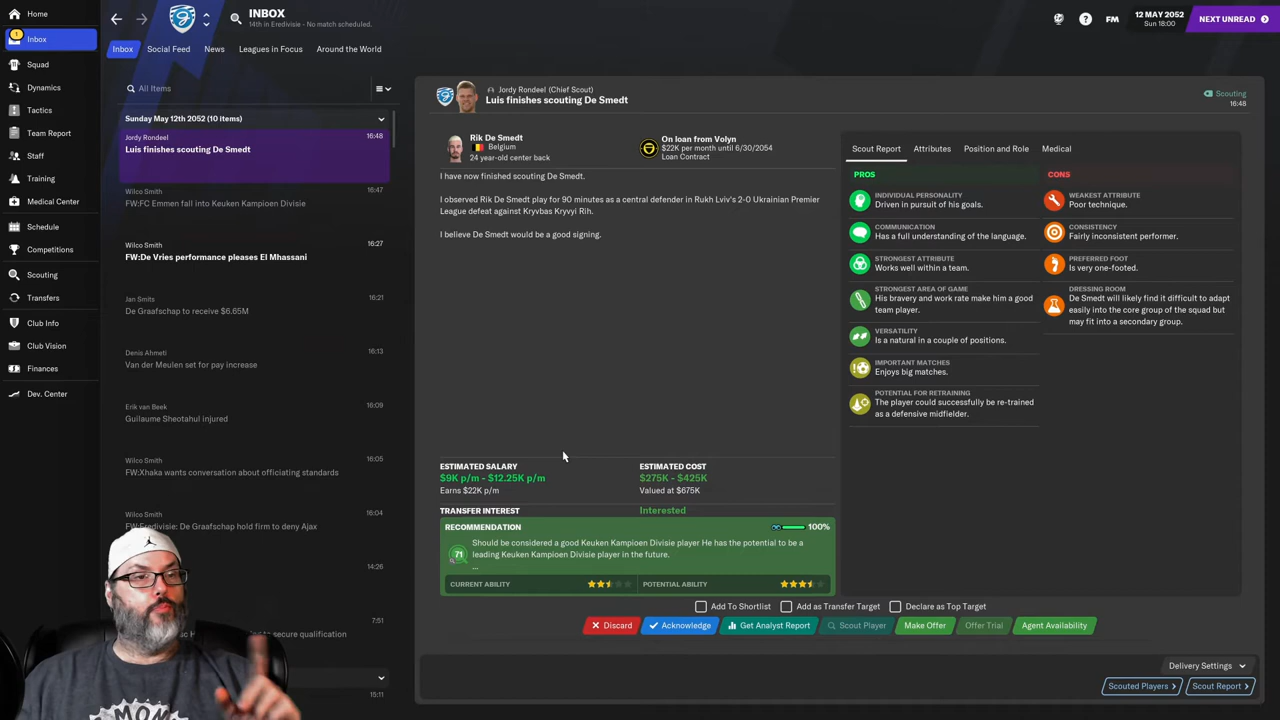 Home
INBOX
14th in Eredivisie - No match scheduled.
FM
12 MAY 2052
Sun 18:00
NEXT UNREAD
1
Inbox
Squad
Dynamics
Tactics
Team Report
Staff
Training
Medical Center
Schedule
Competitions
Scouting
Transfers
Club Info
Club Vision
Finances
Dev. Center
Inbox
Social Feed
News
Leagues in Focus
Around the World
All Items
Sunday May 12th 2052 (10 items)
Jordy Rondeel
16:48
Luis finishes scouting De Smedt
Wilco Smith
16:47
FW:FC Emmen fall into Keuken Kampioen Divisie
Wilco Smith
16:27
FW:De Vries performance pleases El Mhassani
Jan Smits
16:21
De Graafschap to receive $6.65M
Denis Ahmeti
16:13
Van der Meulen set for pay increase
Erik van Beek
16:09
Guilaume Sheotahul injured
Wilco Smith
16:05
FW:Xhaka wants conversation about officiating standards
Wilco Smith
16:04
FW:Eredivisie: De Graafschap hold firm to deny Ajax
14:26
7:51
to secure qualification
15:11
Jordy Rondeel (Chief Scout)
Luis finishes scouting De Smedt
Scouting
16:48
Rik De Smedt
Belgium
24 year-old center back
On loan from Volyn
$22K per month until 6/30/2054
Loan Contract
I have now finished scouting De Smedt.
I observed Rik De Smedt play for 90 minutes as a central defender in Rukh Lviv's 2-0 Ukrainian Premier
League defeat against Kryvbas Kryvyi Rih.
I believe De Smedt would be a good signing.
ESTIMATED SALARY
$9K p/m - $12.25K p/m
Earns $22K p/m
ESTIMATED COST
$275K - $425K
Valued at $675K
TRANSFER INTEREST
Interested
RECOMMENDATION
100%
71
Should be considered a good Keuken Kampioen Divisie player He has the potential to be a
leading Keuken Kampioen Divisie player in the future.
...
CURRENT ABILITY
POTENTIAL ABILITY
Scout Report
Attributes
Position and Role
Medical
PROS
INDIVIDUAL PERSONALITY
Driven in pursuit of his goals.
COMMUNICATION
Has a full understanding of the language.
STRONGEST ATTRIBUTE
Works well within a team.
STRONGEST AREA OF GAME
His bravery and work rate make him a good
team player.
VERSATILITY
Is a natural in a couple of positions.
IMPORTANT MATCHES
Enjoys big matches.
POTENTIAL FOR RETRAINING
The player could successfully be re-trained
as a defensive midfielder.
CONS
WEAKEST ATTRIBUTE
Poor technique.
CONSISTENCY
Fairly inconsistent performer.
PREFERRED FOOT
Is very one-footed.
DRESSING ROOM
De Smedt will likely find it difficult to adapt
easily into the core group of the squad but
may fit into a secondary group.
Add To Shortlist
Add as Transfer Target
Declare as Top Target
Discard
Acknowledge
Get Analyst Report
Scout Player
Make Offer
Offer Trial
Agent Availability
Delivery Settings
Scouted Players
Scout Report
MOM